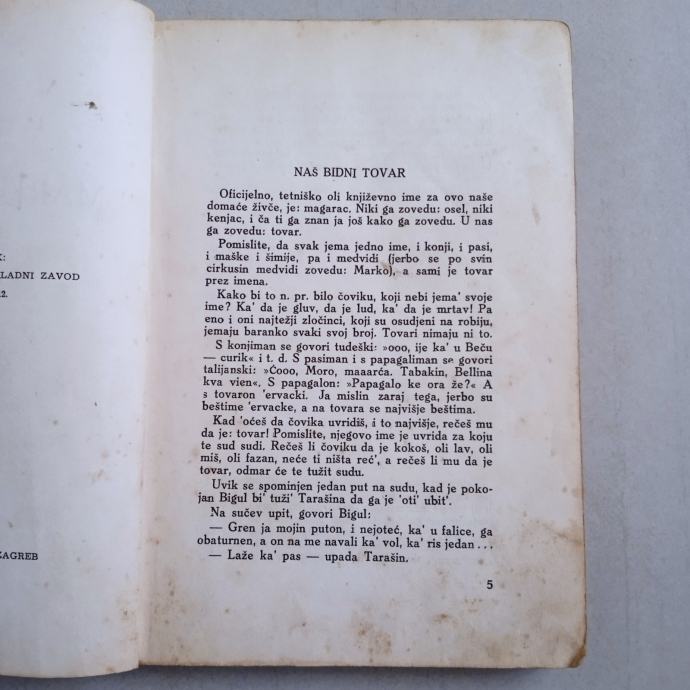 K:
LADNI ZAVOD
2.
ZAGREB
NAŠ BIDNI TOVAR
Oficijelno, tetniško oli književno ime za ovo naše
domaće živče, je: magarac. Niki ga zovedu: osel, niki
kenjac, i ča ti ga znan ja još kako ga zovedu. U nas
ga zovedu: tovar.
Pomislite, da svak jema jedno ime, i konji, i pasi,
i maške i šimije, pa i medvidi (jerbo se po svin
cirkusin medvidi zovedu: Marko), a sami je tovar
prez imena.
Kako bi to n. pr. bilo čoviku, koji nebi jema' svoje
ime? Ka' da je gluv, da je lud, ka' da je mrtav! Pa
eno i oni najtežji zločinci, koji su osudjeni na robiju,
jemaju baranko svaki svoj broj. Tovari nimaju ni to.
S konjiman se govori tudeški: »ooo, ije ka' u Beču
— curik« i t. d. S pasiman i s papagaliman se govori
talijanski: »Ćooo, Moro, maaarća. Tabakin, Bellina
kva vien«. S papagalon: »Papagalo ke ora že?« A
s tovaron 'ervacki. Ja mislin zaraj tega, jerbo su
beštime 'ervacke, a na tovara se najviše beštima.
Kad 'oćeš da čovika uvridiš, i to najviše, rečeš mu
da je: tovar! Pomislite, njegovo ime je uvrida za koju
te sud sudi. Rečeš li čoviku da je kokoš, oli lav, oli
miš, oli fazan, neće ti ništa reć', a rečeš li mu da je
tovar, odmar će te tužit sudu.
Uvik se spominjen jedan put na sudu, kad je poko-
jan Bigul bi' tuži' Tarašina da ga je 'oti' ubit'.
Na sučev upit, govori Bigul:
— Gren ja mojin puton, i nejoteć, ka' u falice, ga
obaturnen, a on na me navali ka' vol, ka' ris jedan . . .
— Laže ka' pas — upada Tarašin.
5